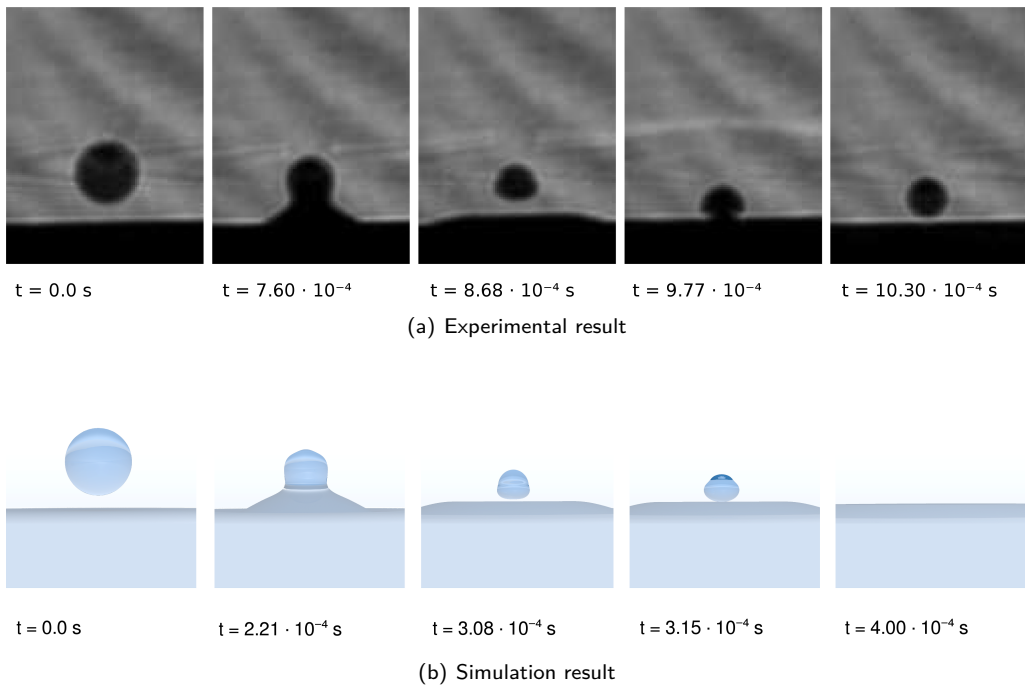 t = 0.0 s
t = 7.60 · 10⁻⁴
t = 8.68 · 10⁻⁴ s
t = 9.77 · 10⁻⁴
t = 10.30 · 10⁻⁴ s
(a) Experimental result
t = 0.0 s
t = 2.21 · 10⁻⁴ s
t = 3.08 · 10⁻⁴ s
t = 3.15 · 10⁻⁴ s
t = 4.00 · 10⁻⁴ s
(b) Simulation result